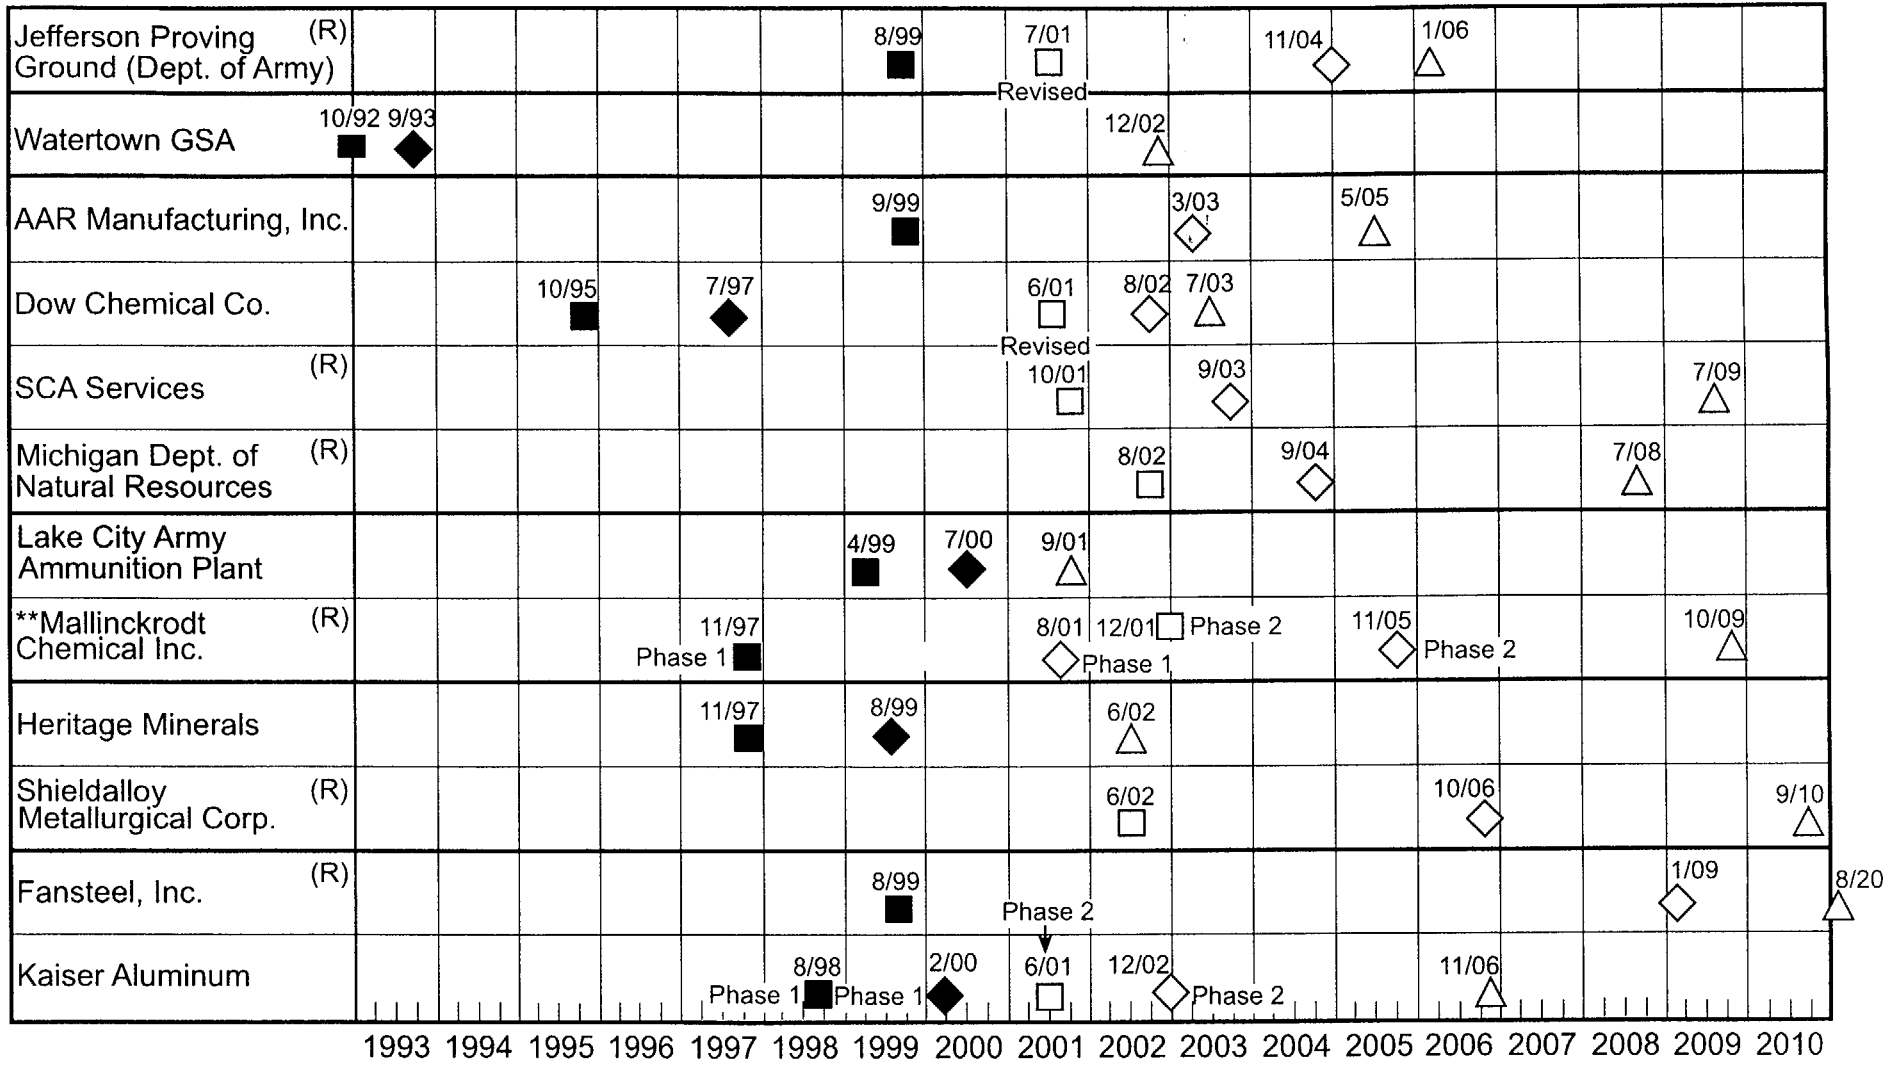 Jefferson Proving (R)
Ground (Dept. of Army)
8/99 7/01 11/04 1/06
Revised
Watertown GSA
10/92 9/93 12/02
AAR Manufacturing, Inc.
9/99 3/03 5/05
Dow Chemical Co.
10/95 7/97 6/01 8/02 7/03
Revised
SCA Services (R)
10/01 9/03 7/09
Michigan Dept. of (R)
Natural Resources
8/02 9/04 7/08
Lake City Army
Ammunition Plant
4/99 7/00 9/01
**Mallinckrodt (R)
Chemical Inc.
11/97 8/01 12/01 Phase 2 11/05 10/09
Phase 1 Phase 1 Phase 2
Heritage Minerals
11/97 8/99 6/02
Shieldalloy (R)
Metallurgical Corp.
6/02 10/06 9/10
Fansteel, Inc. (R)
8/99 1/09 8/20
Phase 2
Kaiser Aluminum
8/98 2/00 6/01 12/02 11/06
Phase 1 Phase 1 Phase 2
1993 1994 1995 1996 1997 1998 1999 2000 2001 2002 2003 2004 2005 2006 2007 2008 2009 2010